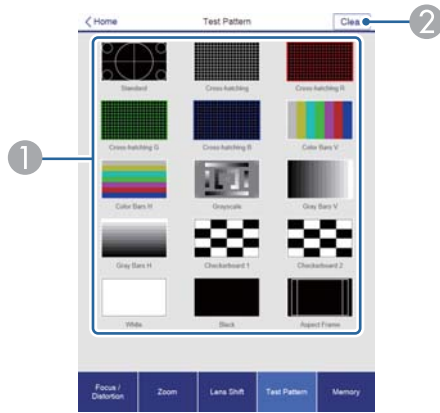 Home Test Pattern Clea 2
Standard Cross-hatching Cross-hatching R
Cross-hatching G Cross-hatching B Color Bars V
1
Color Bars H Grayscale Gray Bars V
Gray Bars H Checkerboard 1 Checkerboard 2
White Black Aspect Frame
Focus / Distortion Zoom Lens Shift Test Pattern Memory